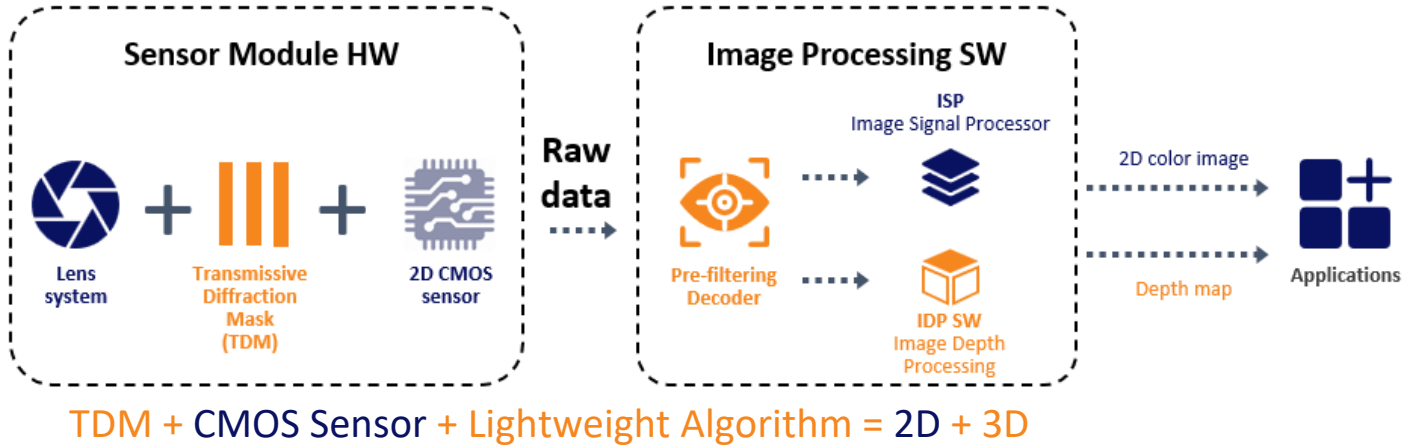 Sensor Module HW
Lens
system
Transmissive
Diffraction
Mask
(TDM)
2D CMOS
sensor
Raw
data
Image Processing SW
Pre-filtering
Decoder
ISP
Image Signal Processor
IDP SW
Image Depth
Processing
2D color image
Depth map
Applications
TDM + CMOS Sensor + Lightweight Algorithm = 2D + 3D